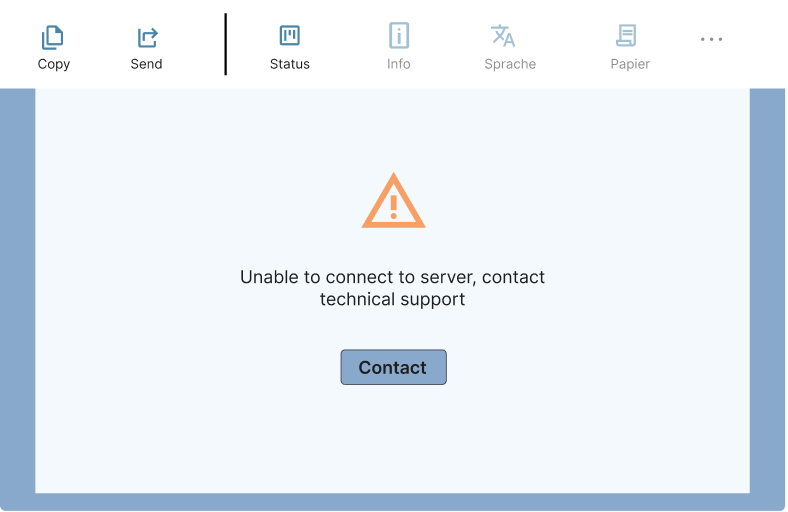 Copy
Send
Status
Info
Sprache
Papier
Unable to connect to server, contact
technical support
Contact